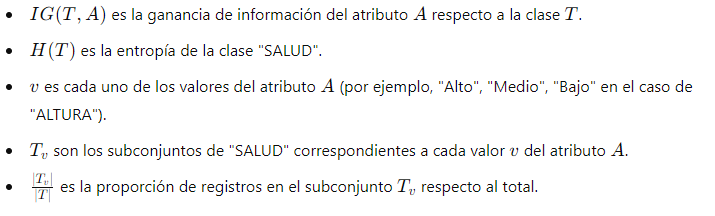 • IG(T, A) es la ganancia de información del atributo A respecto a la clase T.
• H(T) es la entropía de la clase "SALUD".
• v es cada uno de los valores del atributo A (por ejemplo, "Alto", "Medio", "Bajo" en el caso de
"ALTURA").
• T_v son los subconjuntos de "SALUD" correspondientes a cada valor v del atributo A.
• |T_v|/|T| es la proporción de registros en el subconjunto T_v respecto al total.